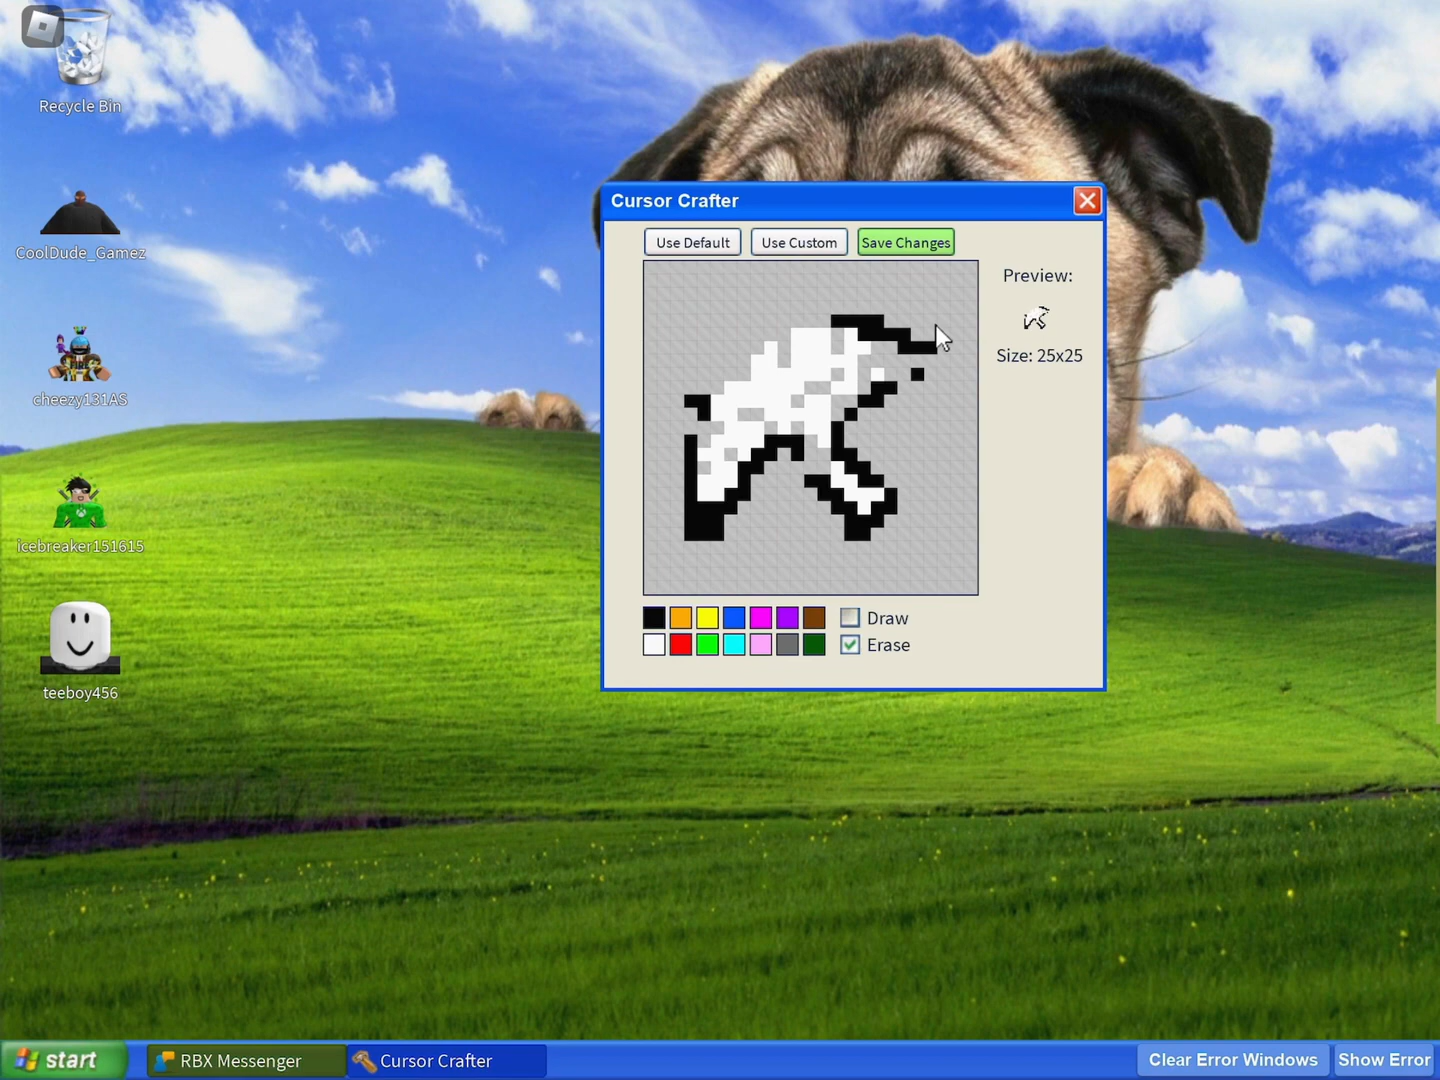 Recycle Bin
CoolDude_Gamez
cheezy131AS
icebreaker151615
teeboy456
Cursor Crafter
Use Default
Use Custom
Save Changes
Preview:
Size: 25x25
Draw
Erase
start
RBX Messenger
Cursor Crafter
Clear Error Windows
Show Error